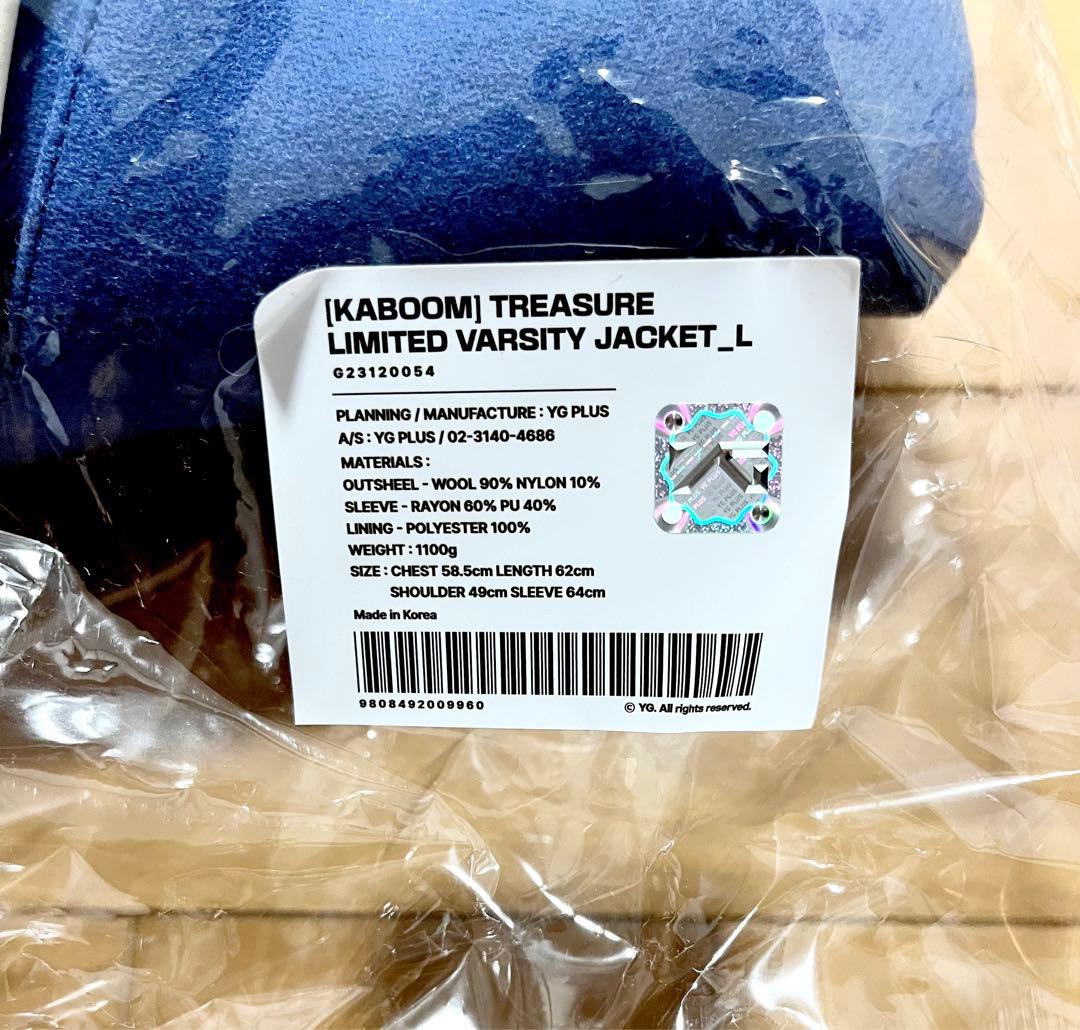 [KABOOM] TREASURE
LIMITED VARSITY JACKET_L
G23120054
PLANNING / MANUFACTURE : YG PLUS
A/S : YG PLUS / 02-3140-4686
MATERIALS :
OUTSHEEL - WOOL 90% NYLON 10%
SLEEVE - RAYON 60% PU 40%
LINING - POLYESTER 100%
WEIGHT : 1100g
SIZE : CHEST 58.5cm LENGTH 62cm
SHOULDER 49cm SLEEVE 64cm
Made in Korea
9808492009960
© YG. All rights reserved.
YG PLUS